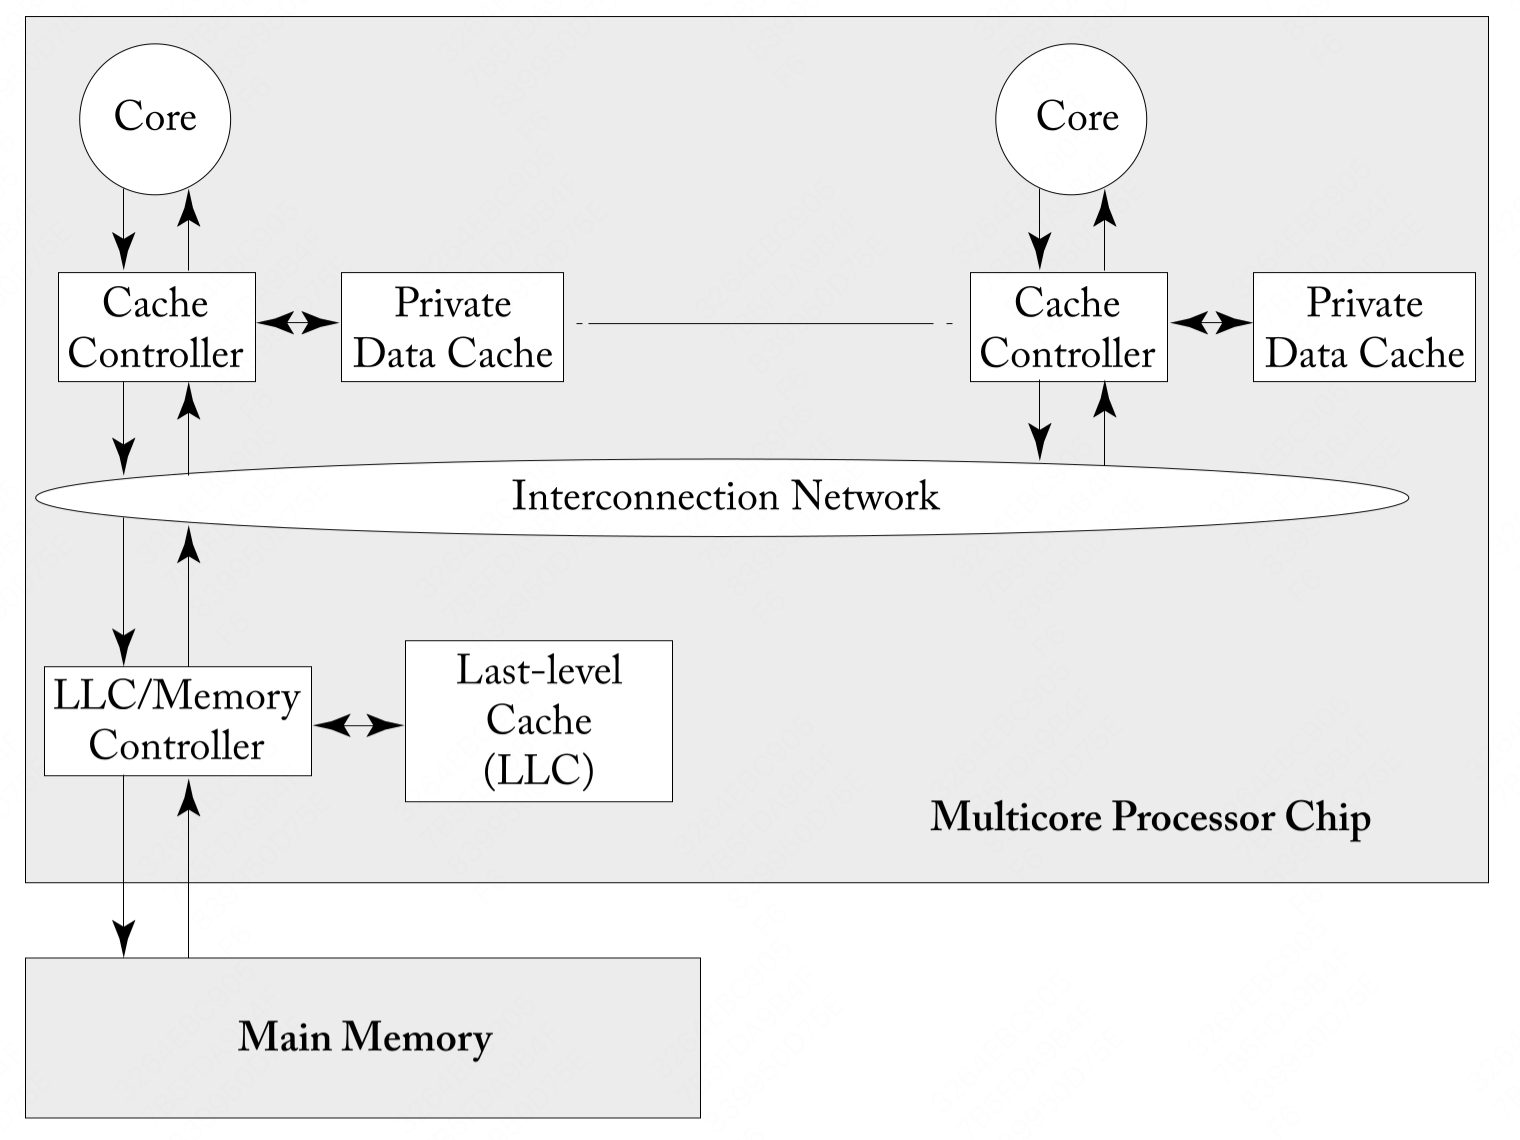 Core
Core
Cache
Controller
Private
Data Cache
Cache
Controller
Private
Data Cache
Interconnection Network
LLC/Memory
Controller
Last-level
Cache
(LLC)
Multicore Processor Chip
Main Memory